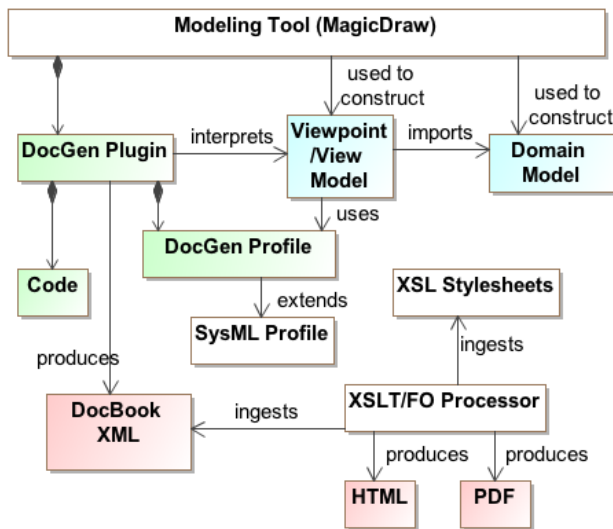 Modeling Tool (MagicDraw)
used to
construct
used to
construct
DocGen Plugin
interprets
Viewpoint
/View
Model
imports
Domain
Model
uses
DocGen Profile
Code
extends
XSL Stylesheets
SysML Profile
ingests
produces
DocBook
XML
ingests
XSLT/FO Processor
produces
produces
HTML
PDF